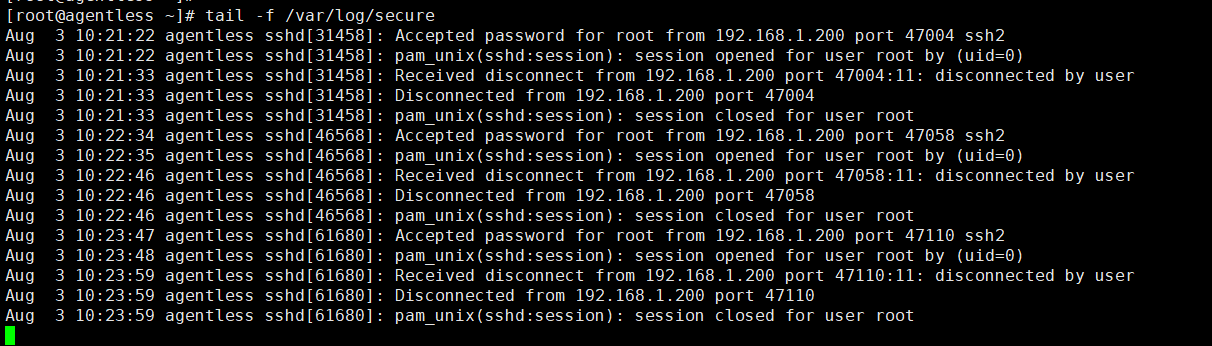 [root@agentless ~]#
[root@agentless ~]# tail -f /var/log/secure
Aug  3 10:21:22 agentless sshd[31458]: Accepted password for root from 192.168.1.200 port 47004 ssh2
Aug  3 10:21:22 agentless sshd[31458]: pam_unix(sshd:session): session opened for user root by (uid=0)
Aug  3 10:21:33 agentless sshd[31458]: Received disconnect from 192.168.1.200 port 47004:11: disconnected by user
Aug  3 10:21:33 agentless sshd[31458]: Disconnected from 192.168.1.200 port 47004
Aug  3 10:21:33 agentless sshd[31458]: pam_unix(sshd:session): session closed for user root
Aug  3 10:22:34 agentless sshd[46568]: Accepted password for root from 192.168.1.200 port 47058 ssh2
Aug  3 10:22:35 agentless sshd[46568]: pam_unix(sshd:session): session opened for user root by (uid=0)
Aug  3 10:22:46 agentless sshd[46568]: Received disconnect from 192.168.1.200 port 47058:11: disconnected by user
Aug  3 10:22:46 agentless sshd[46568]: Disconnected from 192.168.1.200 port 47058
Aug  3 10:22:46 agentless sshd[46568]: pam_unix(sshd:session): session closed for user root
Aug  3 10:23:47 agentless sshd[61680]: Accepted password for root from 192.168.1.200 port 47110 ssh2
Aug  3 10:23:48 agentless sshd[61680]: pam_unix(sshd:session): session opened for user root by (uid=0)
Aug  3 10:23:59 agentless sshd[61680]: Received disconnect from 192.168.1.200 port 47110:11: disconnected by user
Aug  3 10:23:59 agentless sshd[61680]: Disconnected from 192.168.1.200 port 47110
Aug  3 10:23:59 agentless sshd[61680]: pam_unix(sshd:session): session closed for user root